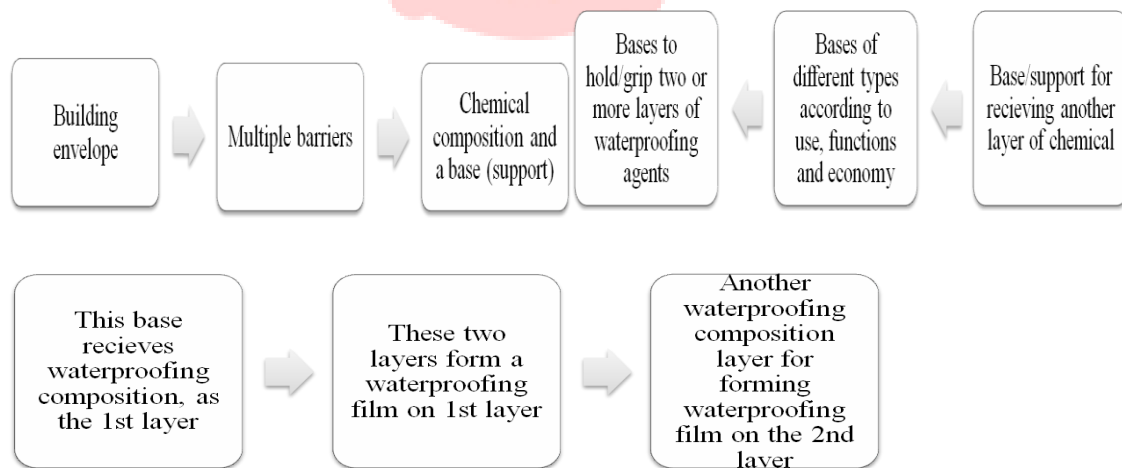 Building
envelope
Multiple barriers
Chemical
composition and
a base (support)
Bases to
hold/grip two or
more layers of
waterproofing
agents
Bases of
different types
according to
use, functions
and economy
Base/support for
recieving another
layer of chemical
This base
recieves
waterproofing
composition, as
the 1st layer
These two
layers form a
waterproofing
film on 1st layer
Another
waterproofing
composition
layer for
forming
waterproofing
film on the 2nd
layer